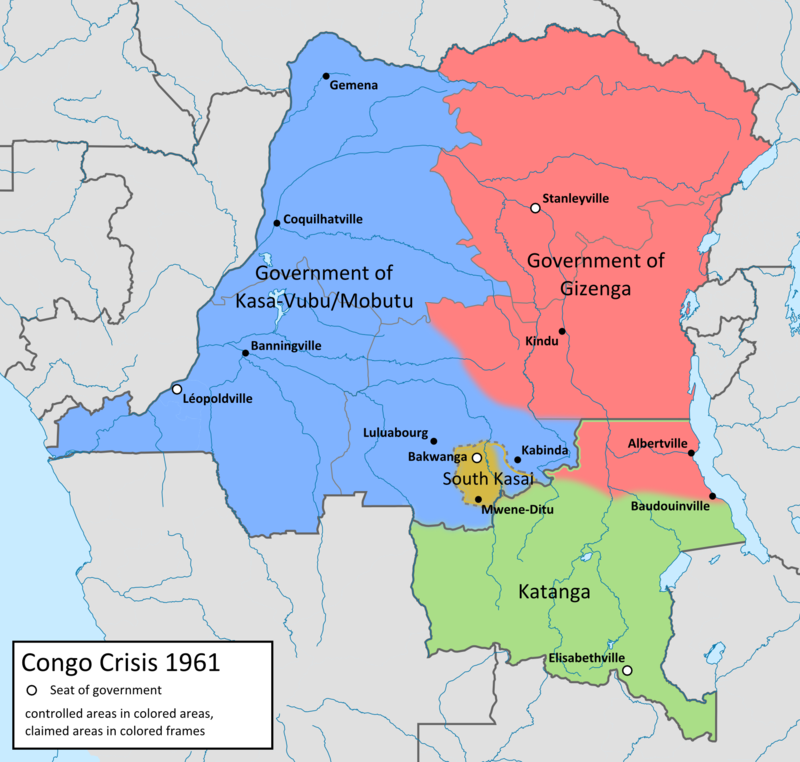 Gemena
Stanleyville
Coquilhatville
Government of
Kasa-Vubu/Mobutu
Government of
Gizenga
Kindu
Banningville
Léopoldville
Luluabourg
Bakwanga
Kabinda
Albertville
South Kasai
Mwene-Ditu
Baudouinville
Katanga
Elisabethville
Congo Crisis 1961
Seat of government
controlled areas in colored areas,
claimed areas in colored frames